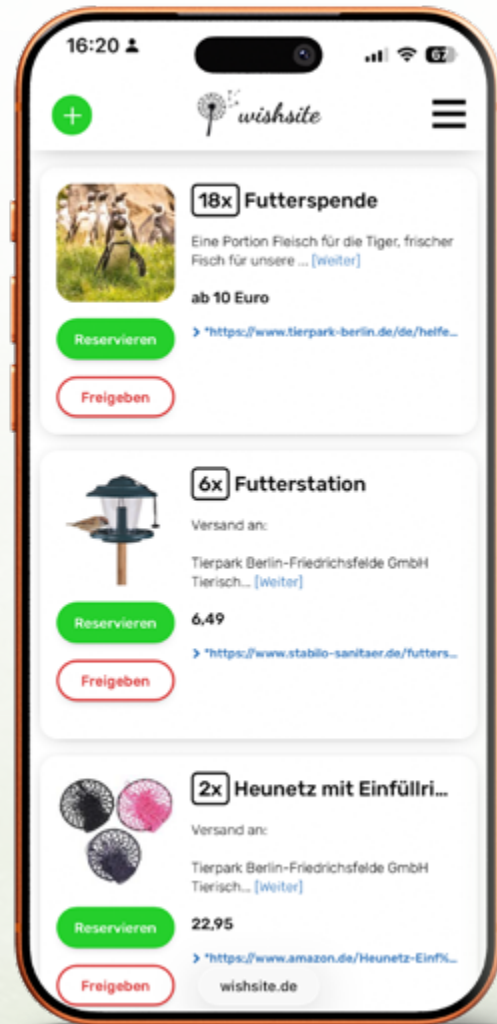 16:20
67
+
wishsite
18x Futterspende
Eine Portion Fleisch für die Tiger, frischer
Fisch für unsere ... [Weiter]
ab 10 Euro
> *https://www.tierpark-berlin.de/de/helfe...
Reservieren
Freigeben
6x Futterstation
Versand an:
Tierpark Berlin-Friedrichsfelde GmbH
Tierisch... [Weiter]
6,49
> *https://www.stabilo-sanitaer.de/futters...
Reservieren
Freigeben
2x Heunetz mit Einfüllri...
Versand an:
Tierpark Berlin-Friedrichsfelde GmbH
Tierisch... [Weiter]
22,95
> *https://www.amazon.de/Heunetz-Einf%...
Reservieren
Freigeben
wishsite.de